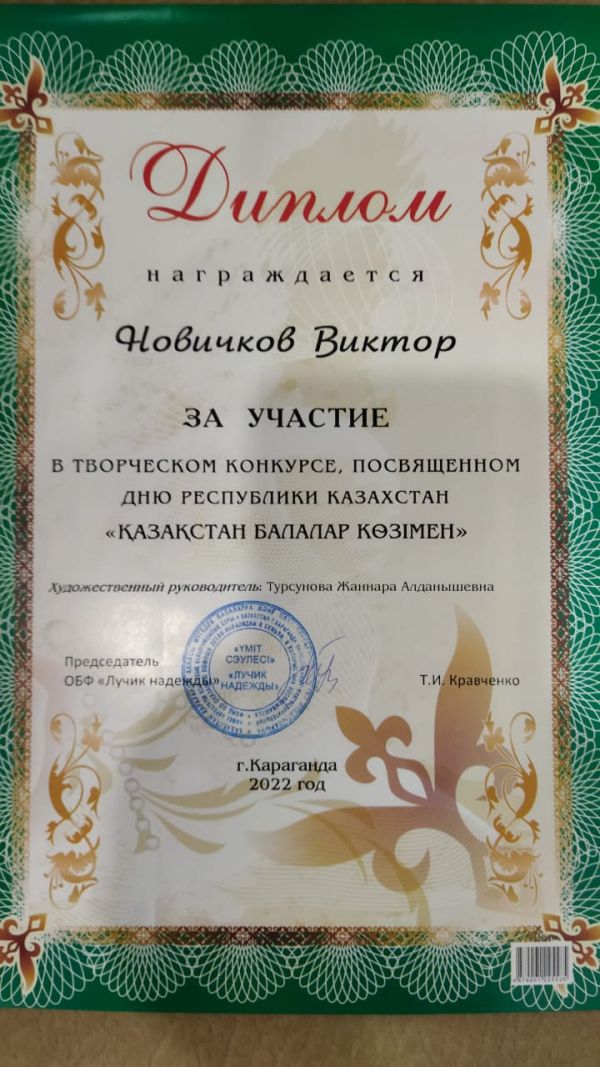 Диплом
награждается
Новичков Виктор
ЗА УЧАСТИЕ
В ТВОРЧЕСКОМ КОНКУРСЕ, ПОСВЯЩЕННОМ
ДНЮ РЕСПУБЛИКИ КАЗАХСТАН
«ҚАЗАҚСТАН БАЛАЛАР КӨЗІМЕН»
Художественный руководитель: Турсунова Жаннара Алданышевна
«ҮМІТ
СӘУЛЕСІ»
«ЛУЧИК
НАДЕЖДЫ»
Председатель
ОБФ «Лучик надежды»
Т.И. Кравченко
г.Караганда
2022 год